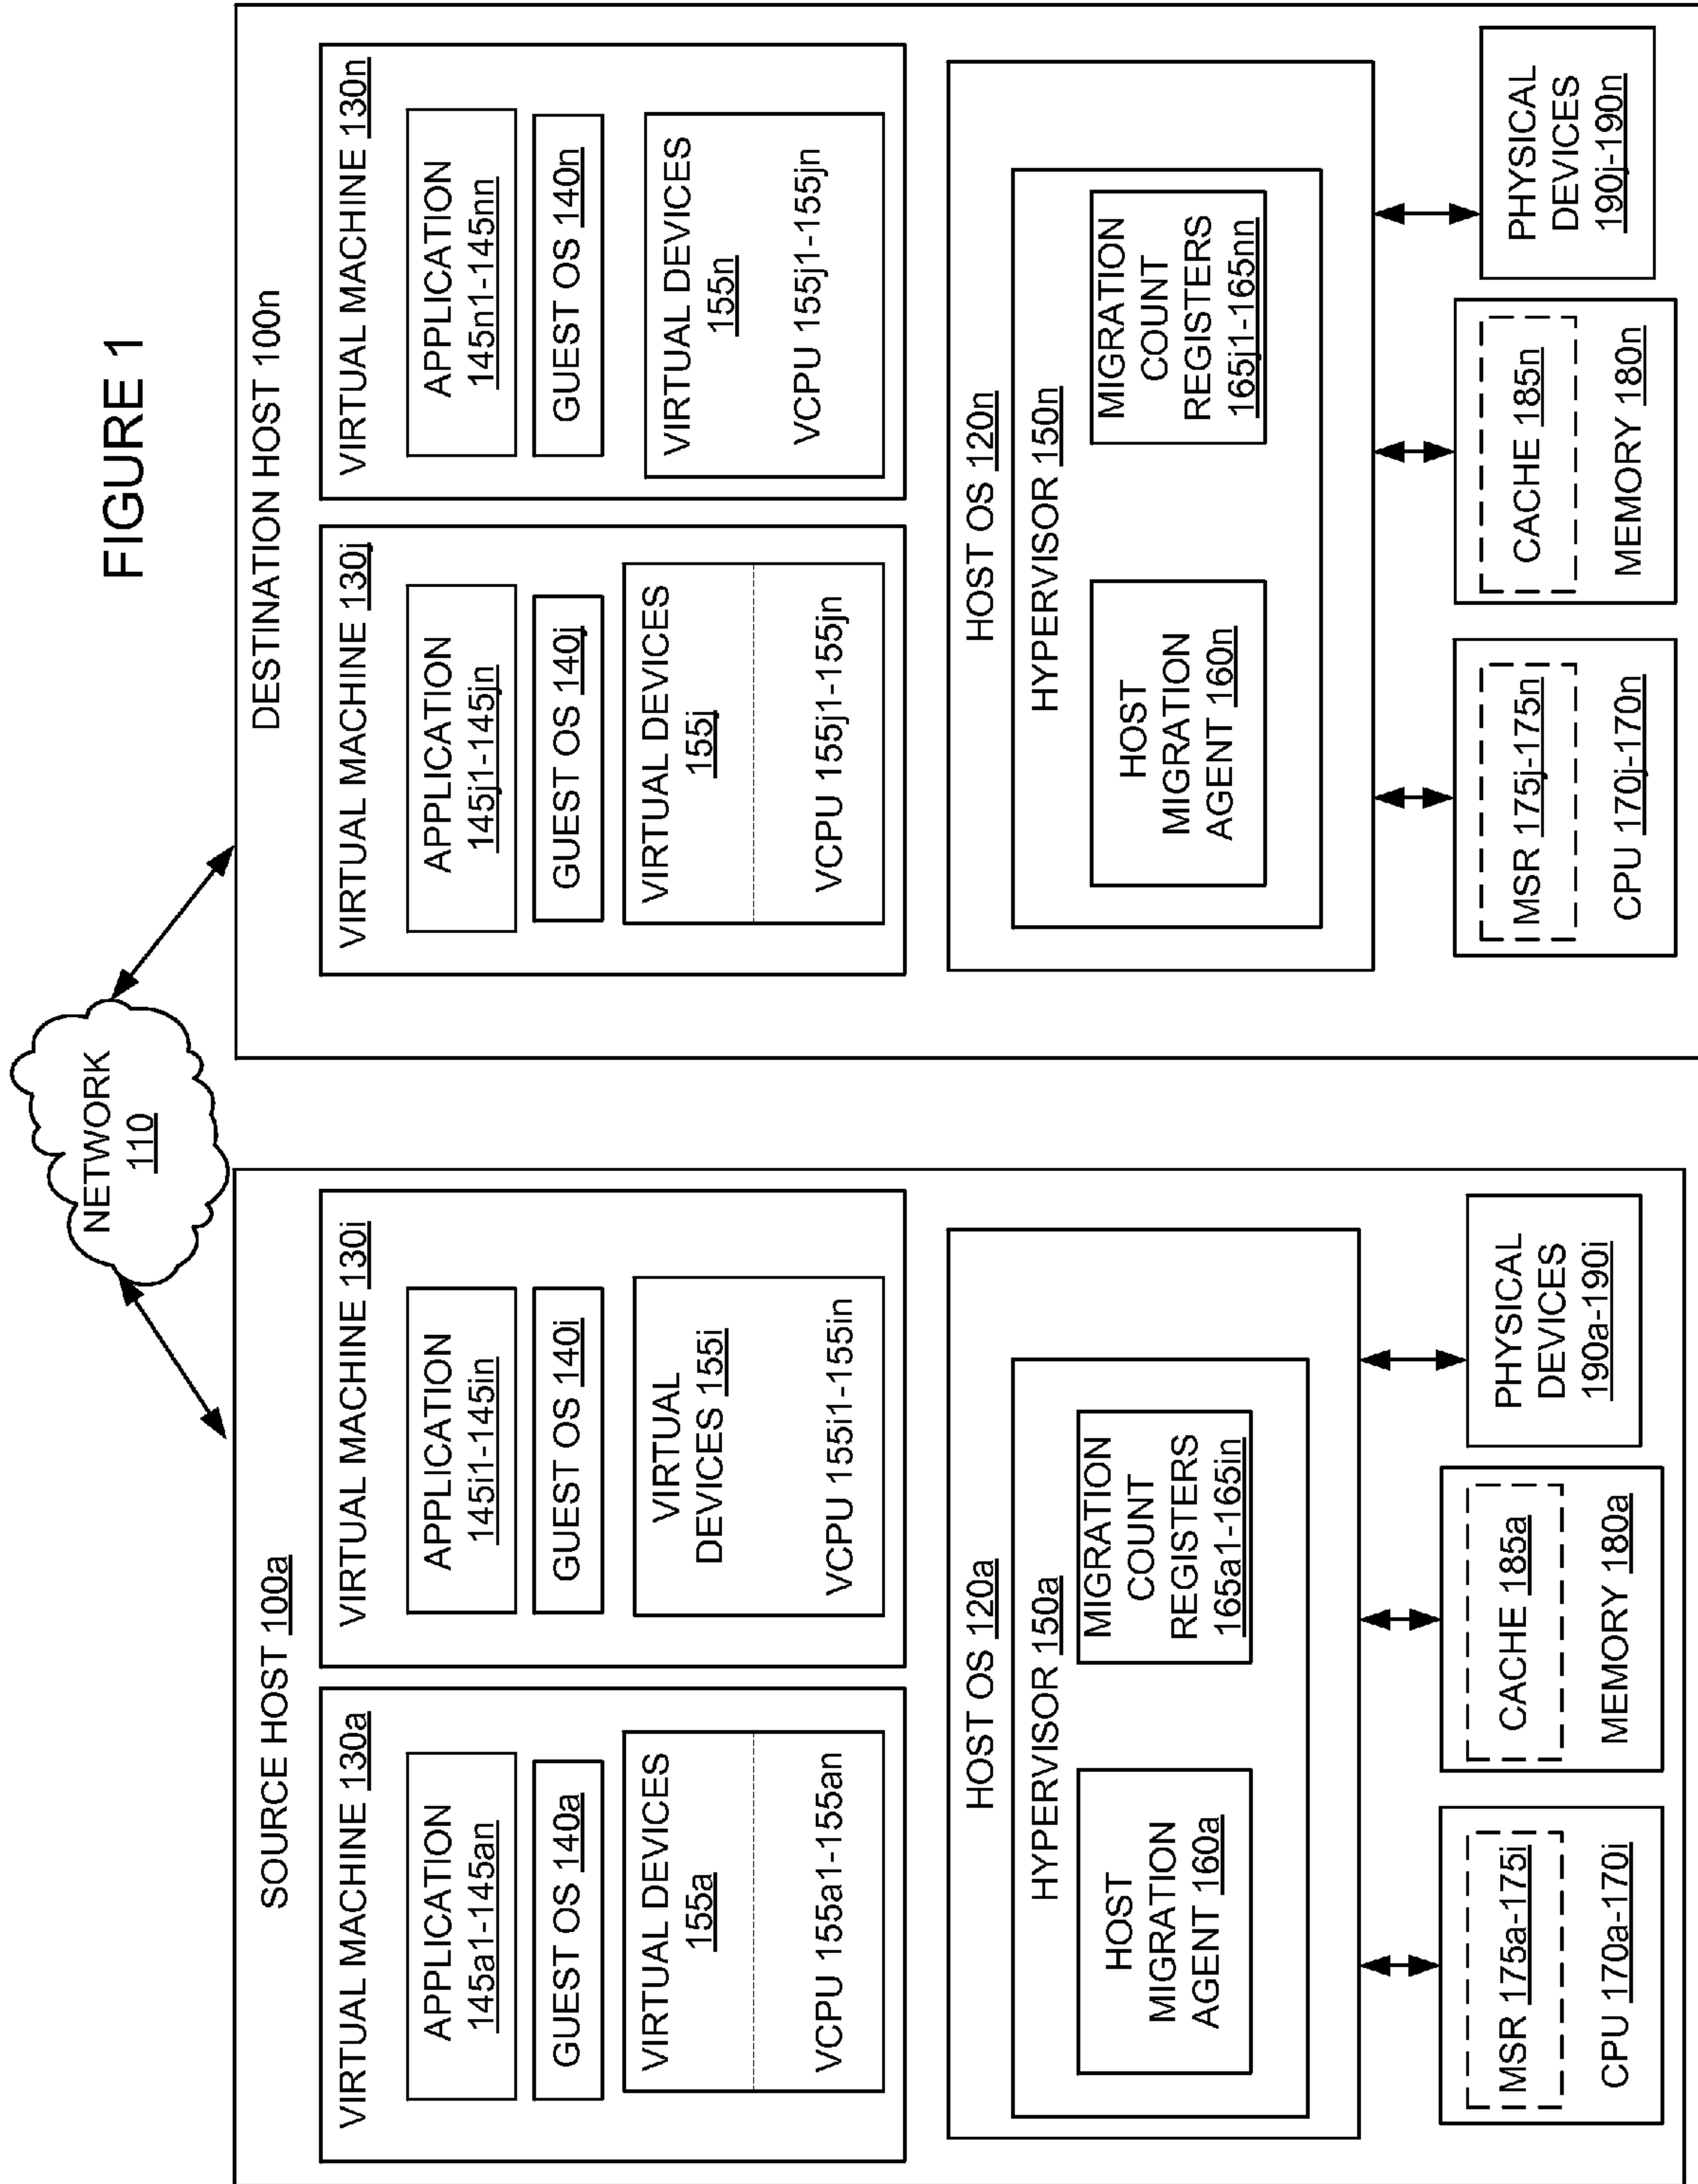 FIGURE 1
NETWORK
110
SOURCE HOST 100a
VIRTUAL MACHINE 130a
APPLICATION
145a1-145an
GUEST OS 140a
VIRTUAL DEVICES
155a
VCPU 155a1-155an
VIRTUAL MACHINE 130i
APPLICATION
145i1-145in
GUEST OS 140i
VIRTUAL
DEVICES 155i
VCPU 155i1-155in
HOST OS 120a
HYPERVISOR 150a
HOST
MIGRATION
AGENT 160a
MIGRATION
COUNT
REGISTERS
165a1-165in
MSR 175a-175i
CPU 170a-170i
CACHE 185a
MEMORY 180a
PHYSICAL
DEVICES
190a-190i
DESTINATION HOST 100n
VIRTUAL MACHINE 130j
APPLICATION
145j1-145jn
GUEST OS 140j
VIRTUAL DEVICES
155j
VCPU 155j1-155jn
VIRTUAL MACHINE 130n
APPLICATION
145n1-145nn
GUEST OS 140n
VIRTUAL DEVICES
155n
VCPU 155j1-155jn
HOST OS 120n
HYPERVISOR 150n
HOST
MIGRATION
AGENT 160n
MIGRATION
COUNT
REGISTERS
165j1-165nn
MSR 175j-175n
CPU 170j-170n
CACHE 185n
MEMORY 180n
PHYSICAL
DEVICES
190j-190n